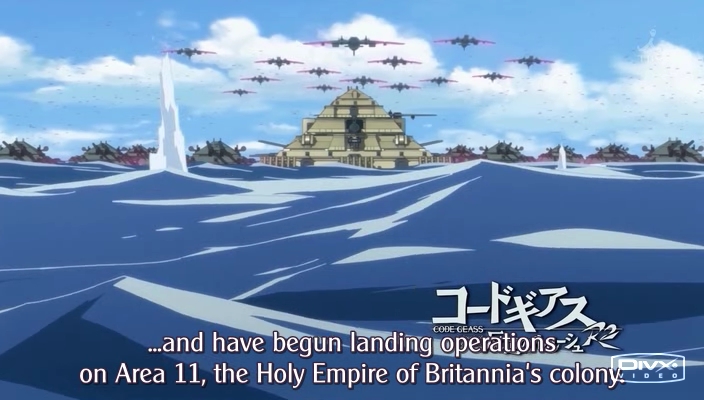 コードギアス
CODE GEASS
R2
...and have begun landing operations
on Area 11, the Holy Empire of Britannia's colony.
DIVX
VIDEO